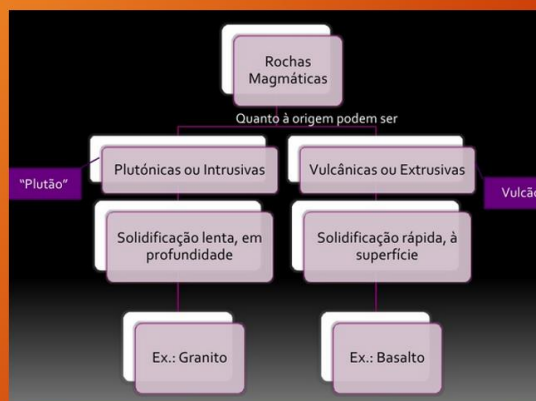 Rochas
Magmáticas
Quanto à origem podem ser
Plutónicas ou Intrusivas
Vulcânicas ou Extrusivas
"Plutão"
Vulcão
Solidificação lenta, em
profundidade
Solidificação rápida, à
superfície
Ex.: Granito
Ex.: Basalto